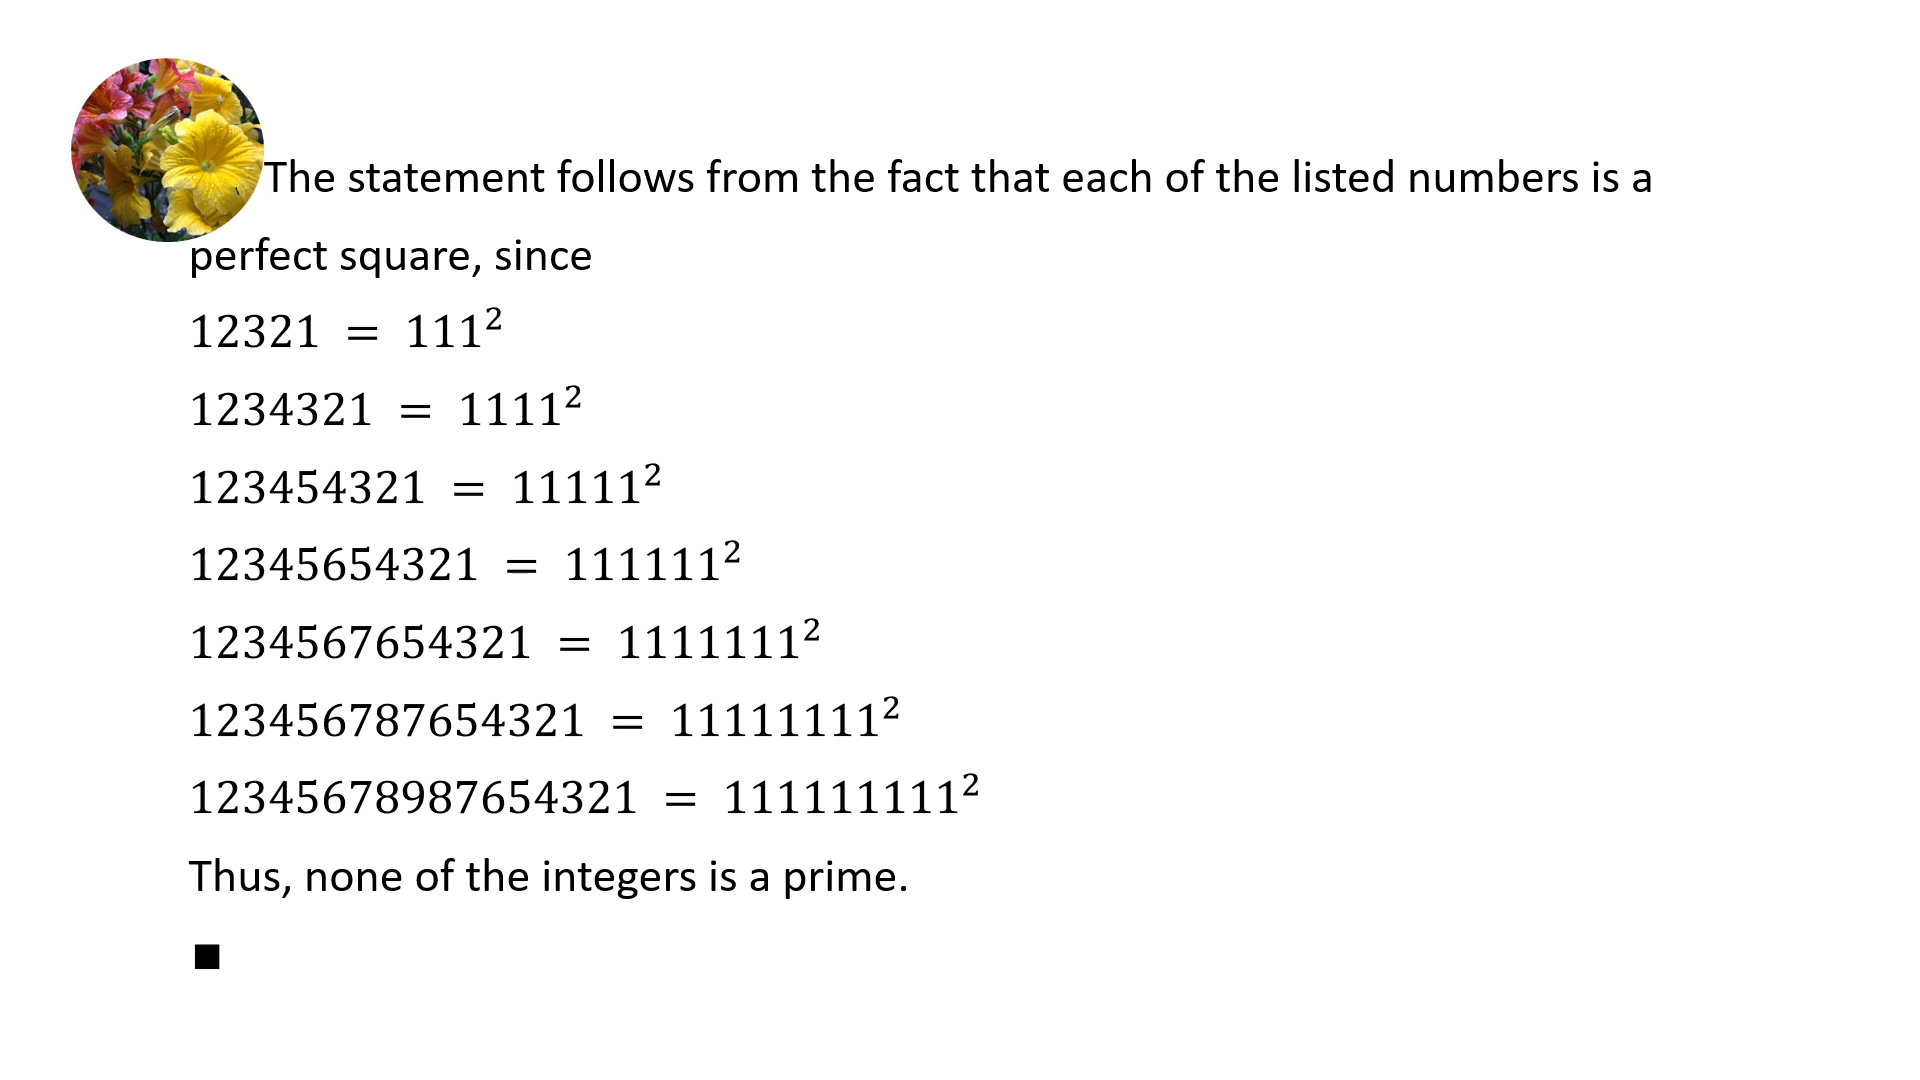 The statement follows from the fact that each of the listed numbers is a
perfect square, since
12321 = 111²
1234321 = 1111²
123454321 = 11111²
12345654321 = 111111²
1234567654321 = 1111111²
123456787654321 = 11111111²
12345678987654321 = 111111111²
Thus, none of the integers is a prime.
■